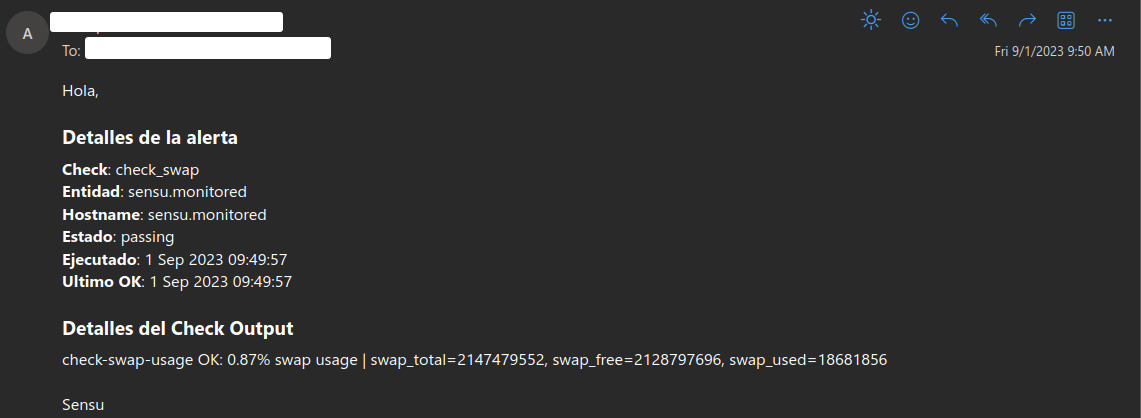 A
To:
Fri 9/1/2023 9:50 AM
Hola,
Detalles de la alerta
Check: check_swap
Entidad: sensu.monitored
Hostname: sensu.monitored
Estado: passing
Ejecutado: 1 Sep 2023 09:49:57
Ultimo OK: 1 Sep 2023 09:49:57
Detalles del Check Output
check-swap-usage OK: 0.87% swap usage | swap_total=2147479552, swap_free=2128797696, swap_used=18681856
Sensu